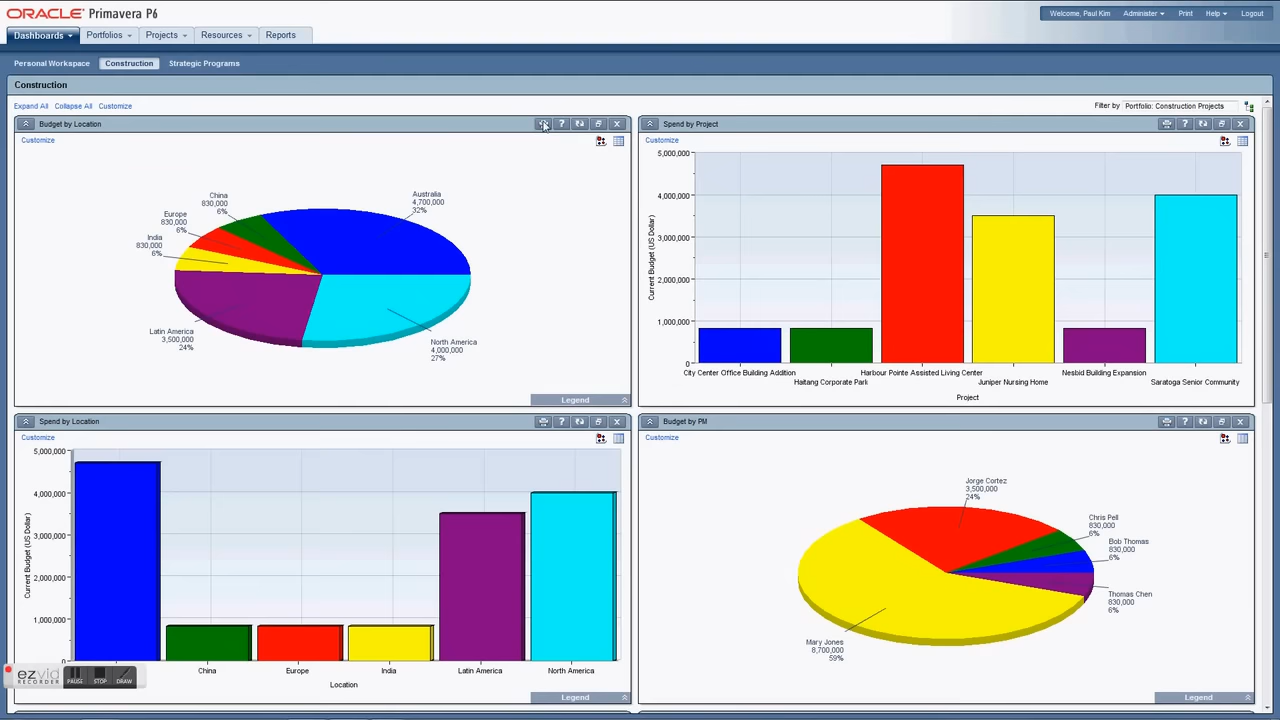 ORACLE Primavera P6
Welcome, Paul Kim Administer Print Help Logout
Dashboards Portfolios Projects Resources Reports
Personal Workspace Construction Strategic Programs
Construction
Expand All Collapse All Customize
Filter by Portfolio: Construction Projects
Budget by Location
?
Customize
Australia
4,700,000
32%
China
830,000
6%
Europe
830,000
6%
India
830,000
6%
Latin America
3,500,000
24%
North America
4,000,000
27%
Legend
Spend by Project
?
Customize
5,000,000
4,000,000
3,000,000
2,000,000
1,000,000
0
Current Budget (US Dollar)
City Center Office Building Addition
Haitang Corporate Park
Harbour Pointe Assisted Living Center
Juniper Nursing Home
Nesbid Building Expansion
Saratoga Senior Community
Project
Spend by Location
?
Customize
5,000,000
4,000,000
3,000,000
2,000,000
1,000,000
0
Current Budget (US Dollar)
China Europe India Latin America North America
Location
Legend
Budget by PM
?
Customize
Jorge Cortez
3,500,000
24%
Chris Pell
830,000
6%
Bob Thomas
830,000
6%
Thomas Chen
830,000
6%
Mary Jones
8,700,000
59%
Legend
ezvid
RECORDER
PAUSE STOP DRAW